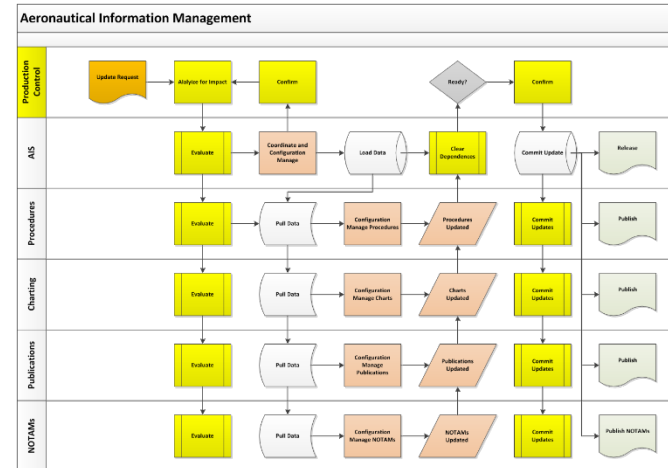 Aeronautical Information Management
Production
Control
Update Request
Alalyize for Impact
Confirm
Ready?
Confirm
AIS
Evaluate
Coordinate and
Configuration
Manage
Load Data
Clear
Dependences
Commit Update
Release
Procedures
Evaluate
Pull Data
Configuration
Manage Procedures
Procedures
Updated
Commit
Updates
Publish
Charting
Evaluate
Pull Data
Configuration
Manage Charts
Charts
Updated
Commit
Updates
Publish
Publications
Evaluate
Pull Data
Configuration
Manage
Publications
Publications
Updated
Commit
Updates
Publish
NOTAMs
Evaluate
Pull Data
Configuration
Manage NOTAMs
NOTAMs
Updated
Commit
Updates
Publish NOTAMs